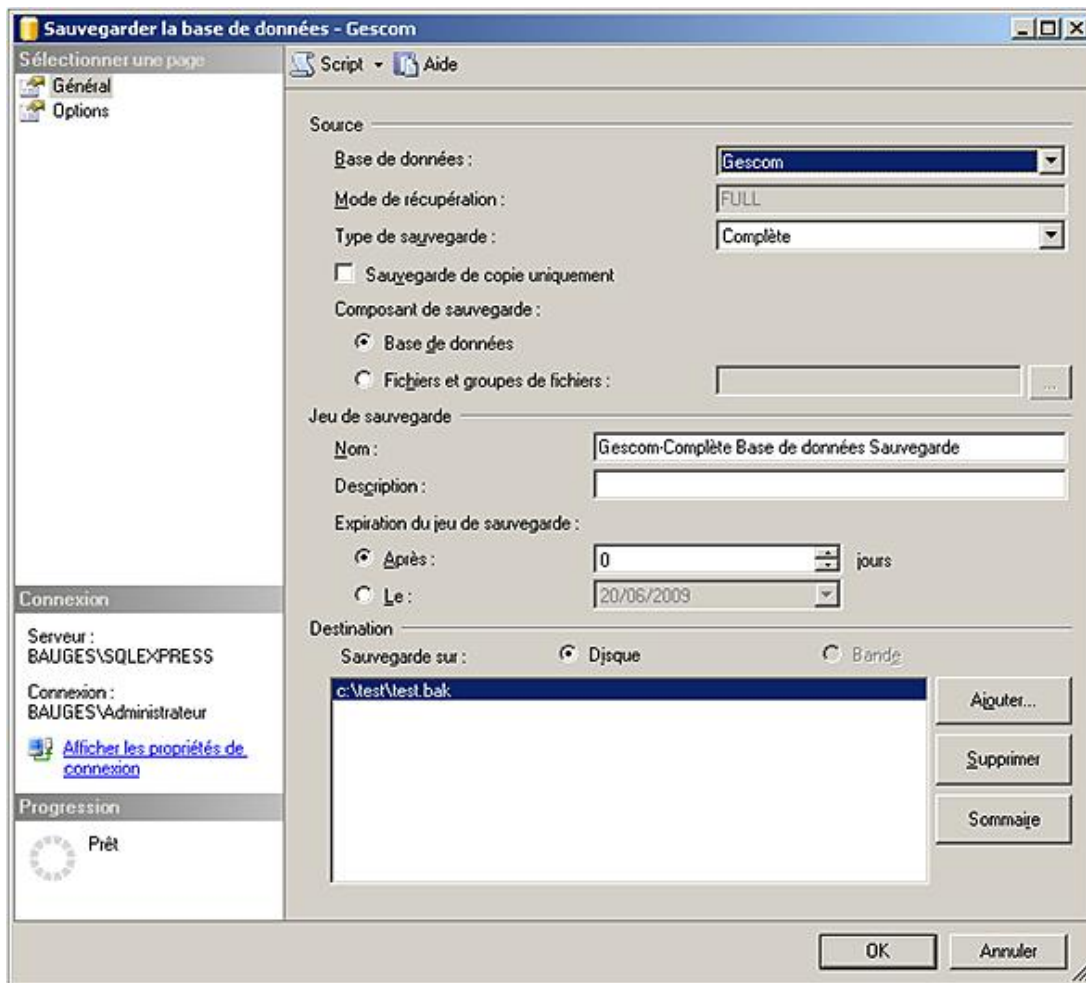 Sauvegarder la base de données - Gescom
Sélectionner une page
Général
Options
Script
Aide
Source
Base de données :
Gescom
Mode de récupération :
FULL
Type de sauvegarde :
Complète
Sauvegarde de copie uniquement
Composant de sauvegarde :
Base de données
Fichiers et groupes de fichiers :
...
Jeu de sauvegarde
Nom :
Gescom-Complète Base de données Sauvegarde
Description :
Expiration du jeu de sauvegarde :
Après :
0
jours
Le :
20/06/2009
Destination
Sauvegarde sur :
Disque
Bande
c:\test\test.bak
Ajouter...
Supprimer
Sommaire
Connexion
Serveur :
BAUGES\SQLEXPRESS
Connexion :
BAUGES\Administrateur
Afficher les propriétés de
connexion
Progression
Prêt
OK
Annuler